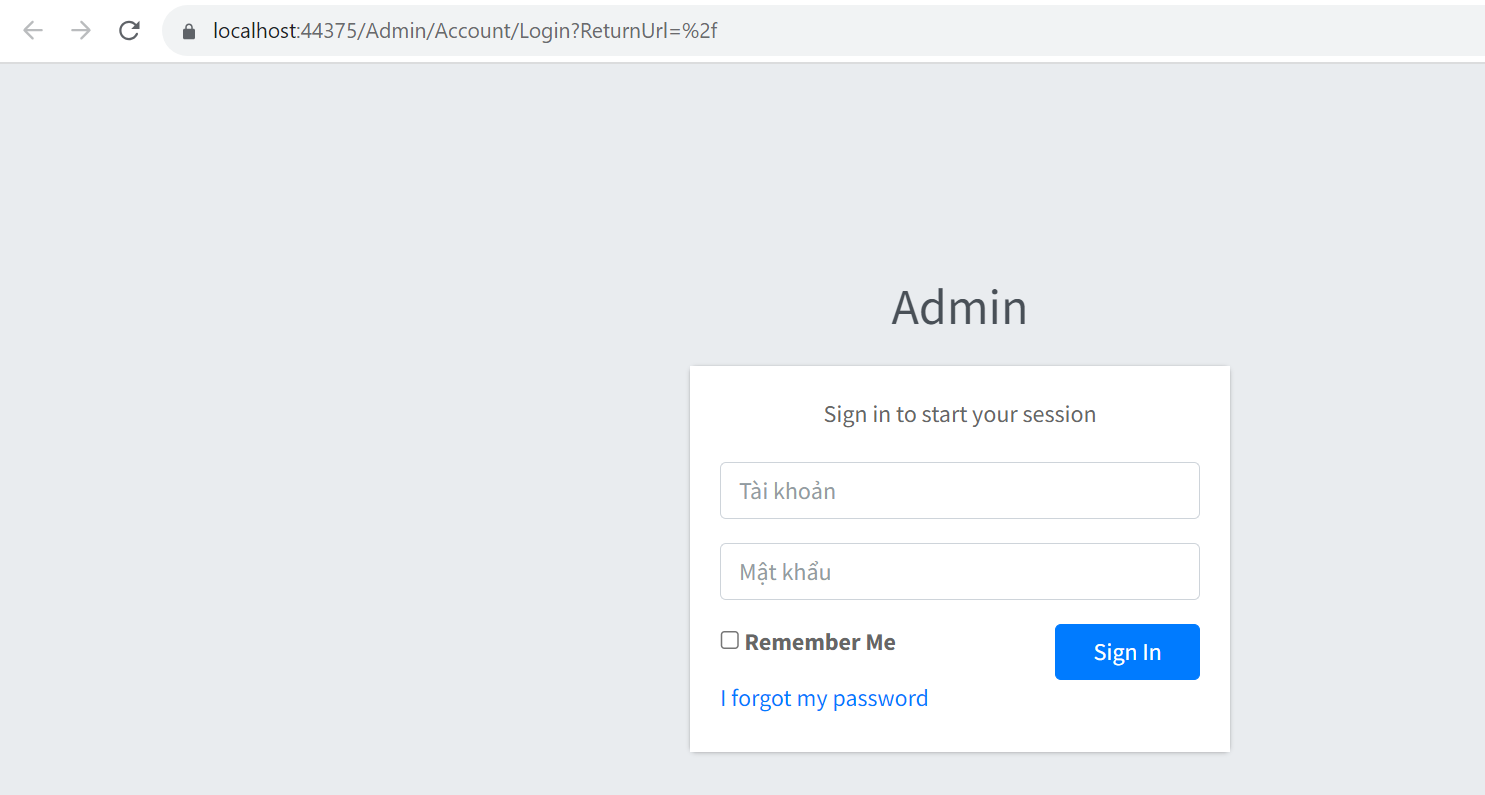 localhost:44375/Admin/Account/Login?ReturnUrl=%2f
Admin
Sign in to start your session
Tài khoản
Mật khẩu
Remember Me
Sign In
I forgot my password